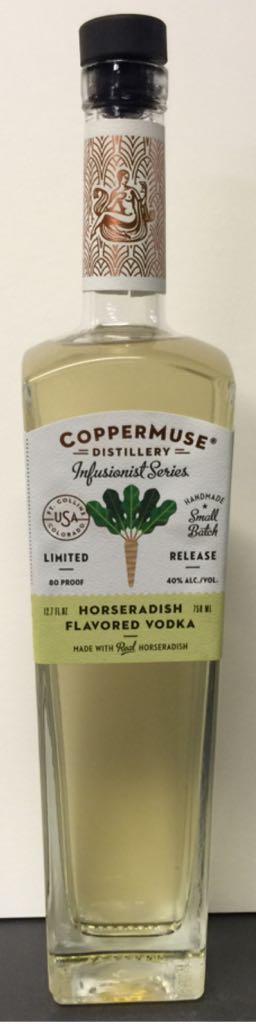 COPPERMUSE®
DISTILLERY
Infusionist Series
FT. COLLINS
USA
COLORADO
HANDMADE
Small
Batch
LIMITED
RELEASE
80 PROOF
40% ALC./VOL.
12.7 FL OZ
HORSERADISH
750 ML
FLAVORED VODKA
MADE WITH Real HORSERADISH